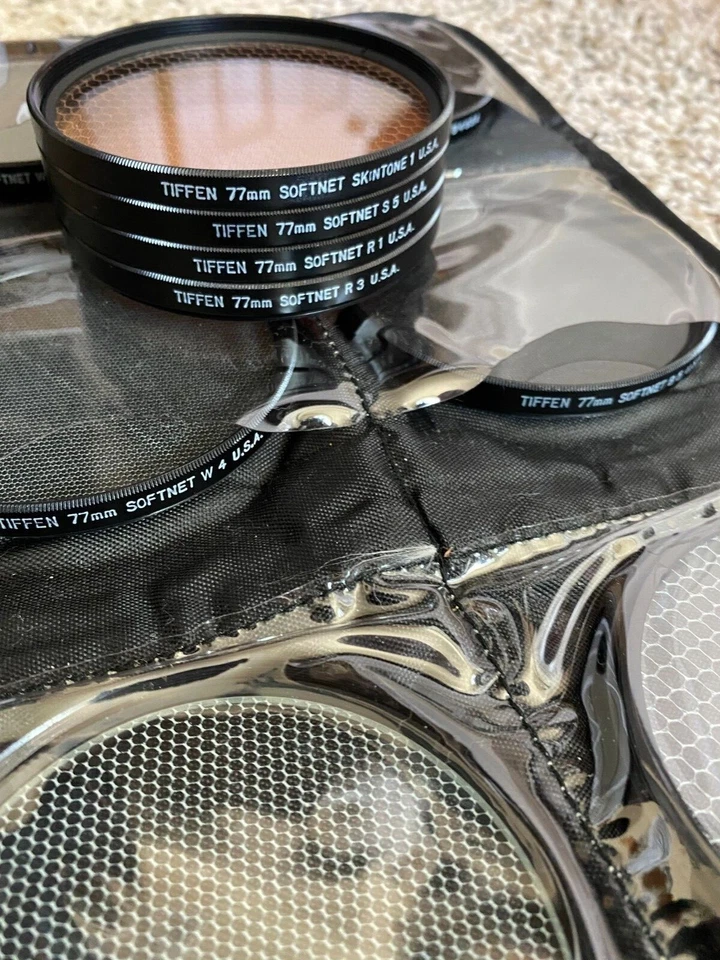 TIFFEN 77mm SOFTNET SKINTONE 1 U.S.A.
TIFFEN 77mm SOFTNET S 5 U.S.A.
TIFFEN 77mm SOFTNET R 1 U.S.A.
TIFFEN 77mm SOFTNET R 3 U.S.A.
TIFFEN 77mm SOFTNET
TIFFEN 77mm SOFTNET W 4 U.S.A.